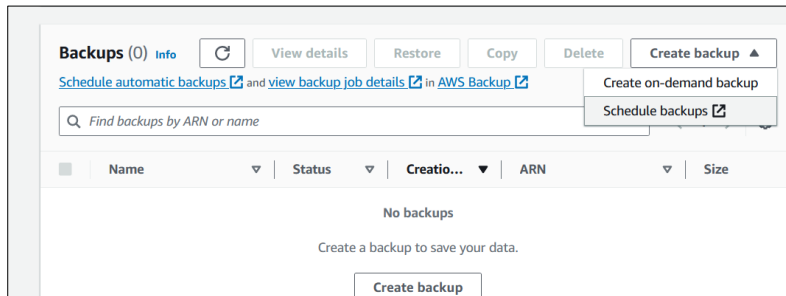 Backups (0) Info View details Restore Copy Delete Create backup
Schedule automatic backups and view backup job details in AWS Backup
Create on-demand backup
Schedule backups
Find backups by ARN or name
Name Status Creatio... ARN Size
No backups
Create a backup to save your data.
Create backup